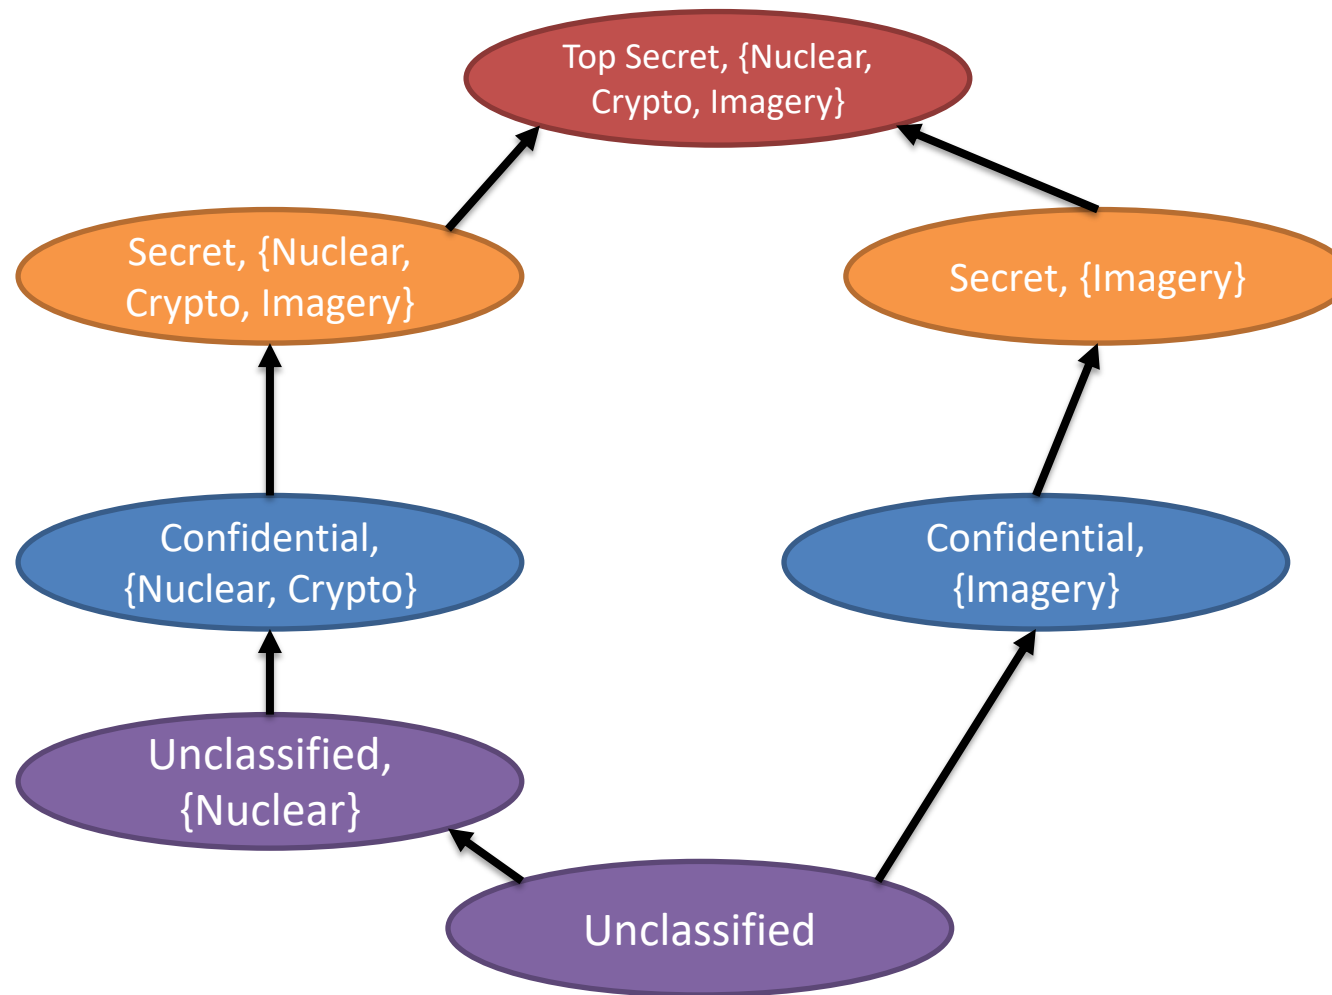 Top Secret, {Nuclear,
Crypto, Imagery}
Secret, {Nuclear,
Crypto, Imagery}
Secret, {Imagery}
Confidential,
{Nuclear, Crypto}
Confidential,
{Imagery}
Unclassified,
{Nuclear}
Unclassified